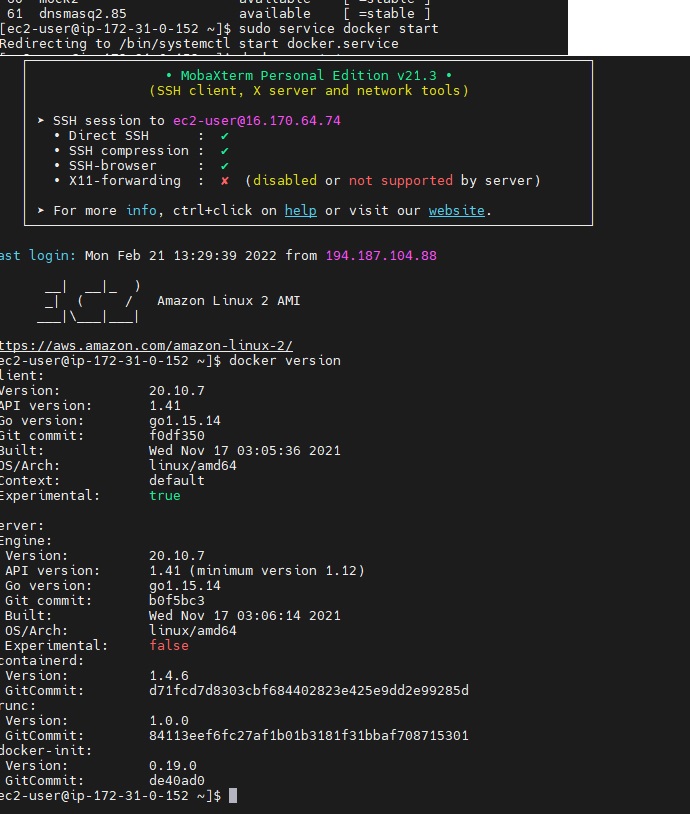 60 mock2 available [ =stable ]
61 dnsmasq2.85 available [ =stable ]
[ec2-user@ip-172-31-0-152 ~]$ sudo service docker start
Redirecting to /bin/systemctl start docker.service
• MobaXterm Personal Edition v21.3 •
(SSH client, X server and network tools)
➤ SSH session to ec2-user@16.170.64.74
• Direct SSH : ✔
• SSH compression : ✔
• SSH-browser : ✔
• X11-forwarding : ✘ (disabled or not supported by server)
➤ For more info, ctrl+click on help or visit our website.
ast login: Mon Feb 21 13:29:39 2022 from 194.187.104.88
__| __|_ )
_| ( / Amazon Linux 2 AMI
___|\___|___|
ttps://aws.amazon.com/amazon-linux-2/
ec2-user@ip-172-31-0-152 ~]$ docker version
lient:
Version: 20.10.7
API version: 1.41
Go version: go1.15.14
Git commit: f0df350
Built: Wed Nov 17 03:05:36 2021
OS/Arch: linux/amd64
Context: default
Experimental: true
erver:
Engine:
Version: 20.10.7
API version: 1.41 (minimum version 1.12)
Go version: go1.15.14
Git commit: b0f5bc3
Built: Wed Nov 17 03:06:14 2021
OS/Arch: linux/amd64
Experimental: false
containerd:
Version: 1.4.6
GitCommit: d71fcd7d8303cbf684402823e425e9dd2e99285d
runc:
Version: 1.0.0
GitCommit: 84113eef6fc27af1b01b3181f31bbaf708715301
docker-init:
Version: 0.19.0
GitCommit: de40ad0
ec2-user@ip-172-31-0-152 ~]$